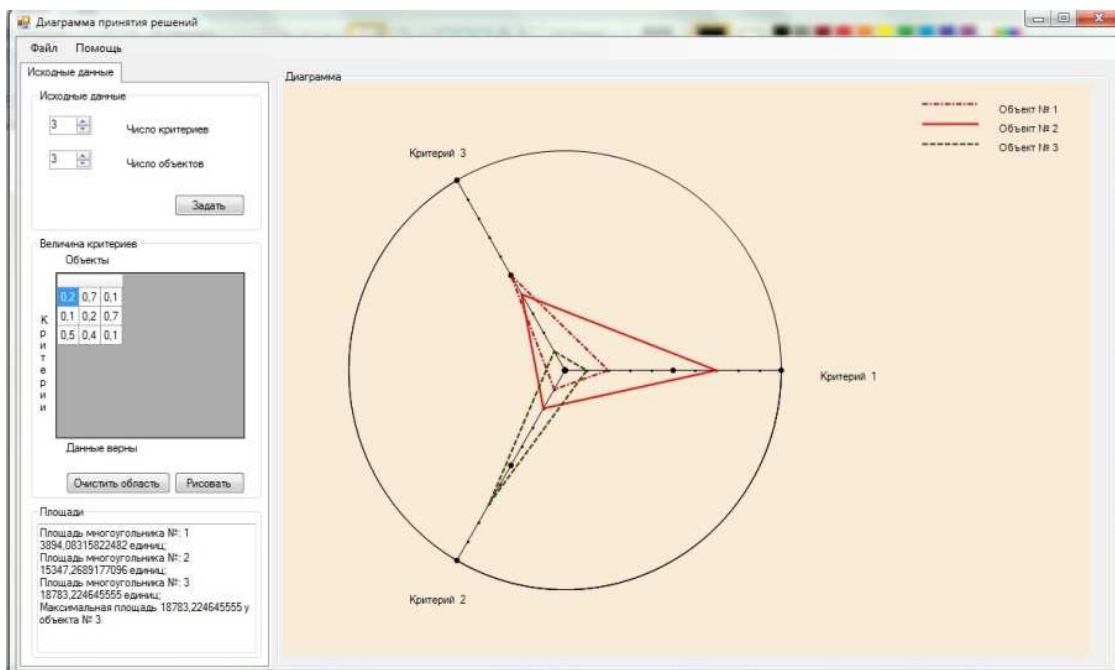 Диаграмма принятия решений
Файл Помощь
Исходные данные
Исходные данные
3 Число критериев
3 Число объектов
Задать
Величина критериев
Объекты
Критерии
0,2 0,7 0,1
0,1 0,2 0,7
0,5 0,4 0,1
Данные верны
Очистить область Рисовать
Площади
Площадь многоугольника №: 1
3894,08315822482 единиц;
Площадь многоугольника №: 2
15347,2689177096 единиц;
Площадь многоугольника №: 3
18783,224645555 единиц;
Максимальная площадь 18783,224645555 у
объекта № 3
Диаграмма
Объект № 1
Объект № 2
Объект № 3
Критерий 3
Критерий 1
Критерий 2